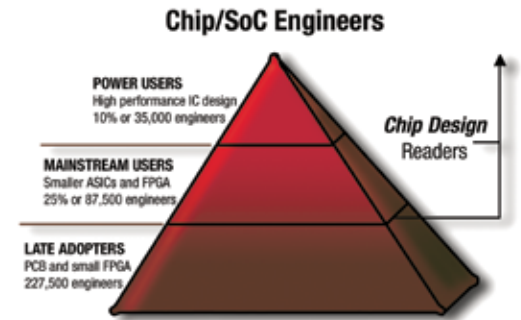 Chip/SoC Engineers
POWER USERS
High performance IC design
10% or 35,000 engineers
Chip Design
Readers
MAINSTREAM USERS
Smaller ASICs and FPGA
25% or 87,500 engineers
LATE ADOPTERS
PCB and small FPGA
227,500 engineers